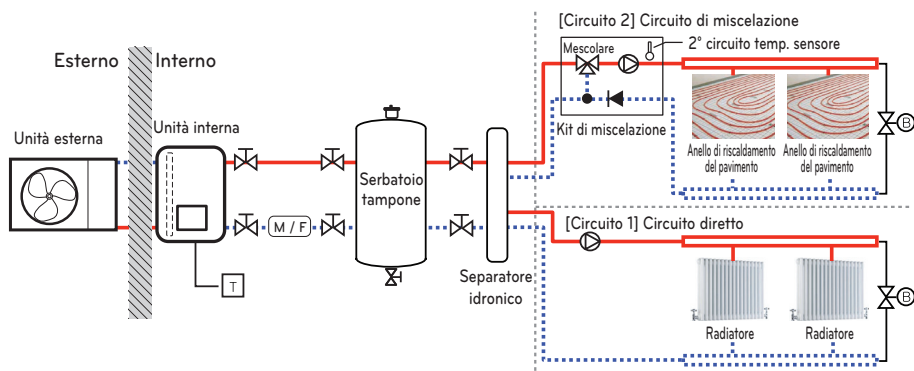 [Circuito 2] Circuito di miscelazione
Mescolare
2° circuito temp. sensore
Esterno
Interno
Unità esterna
Unità interna
Kit di miscelazione
Anello di riscaldamento
del pavimento
Anello di riscaldamento
del pavimento
B
Serbatoio
tampone
M / F
[Circuito 1] Circuito diretto
Separatore
idronico
T
B
Radiatore
Radiatore